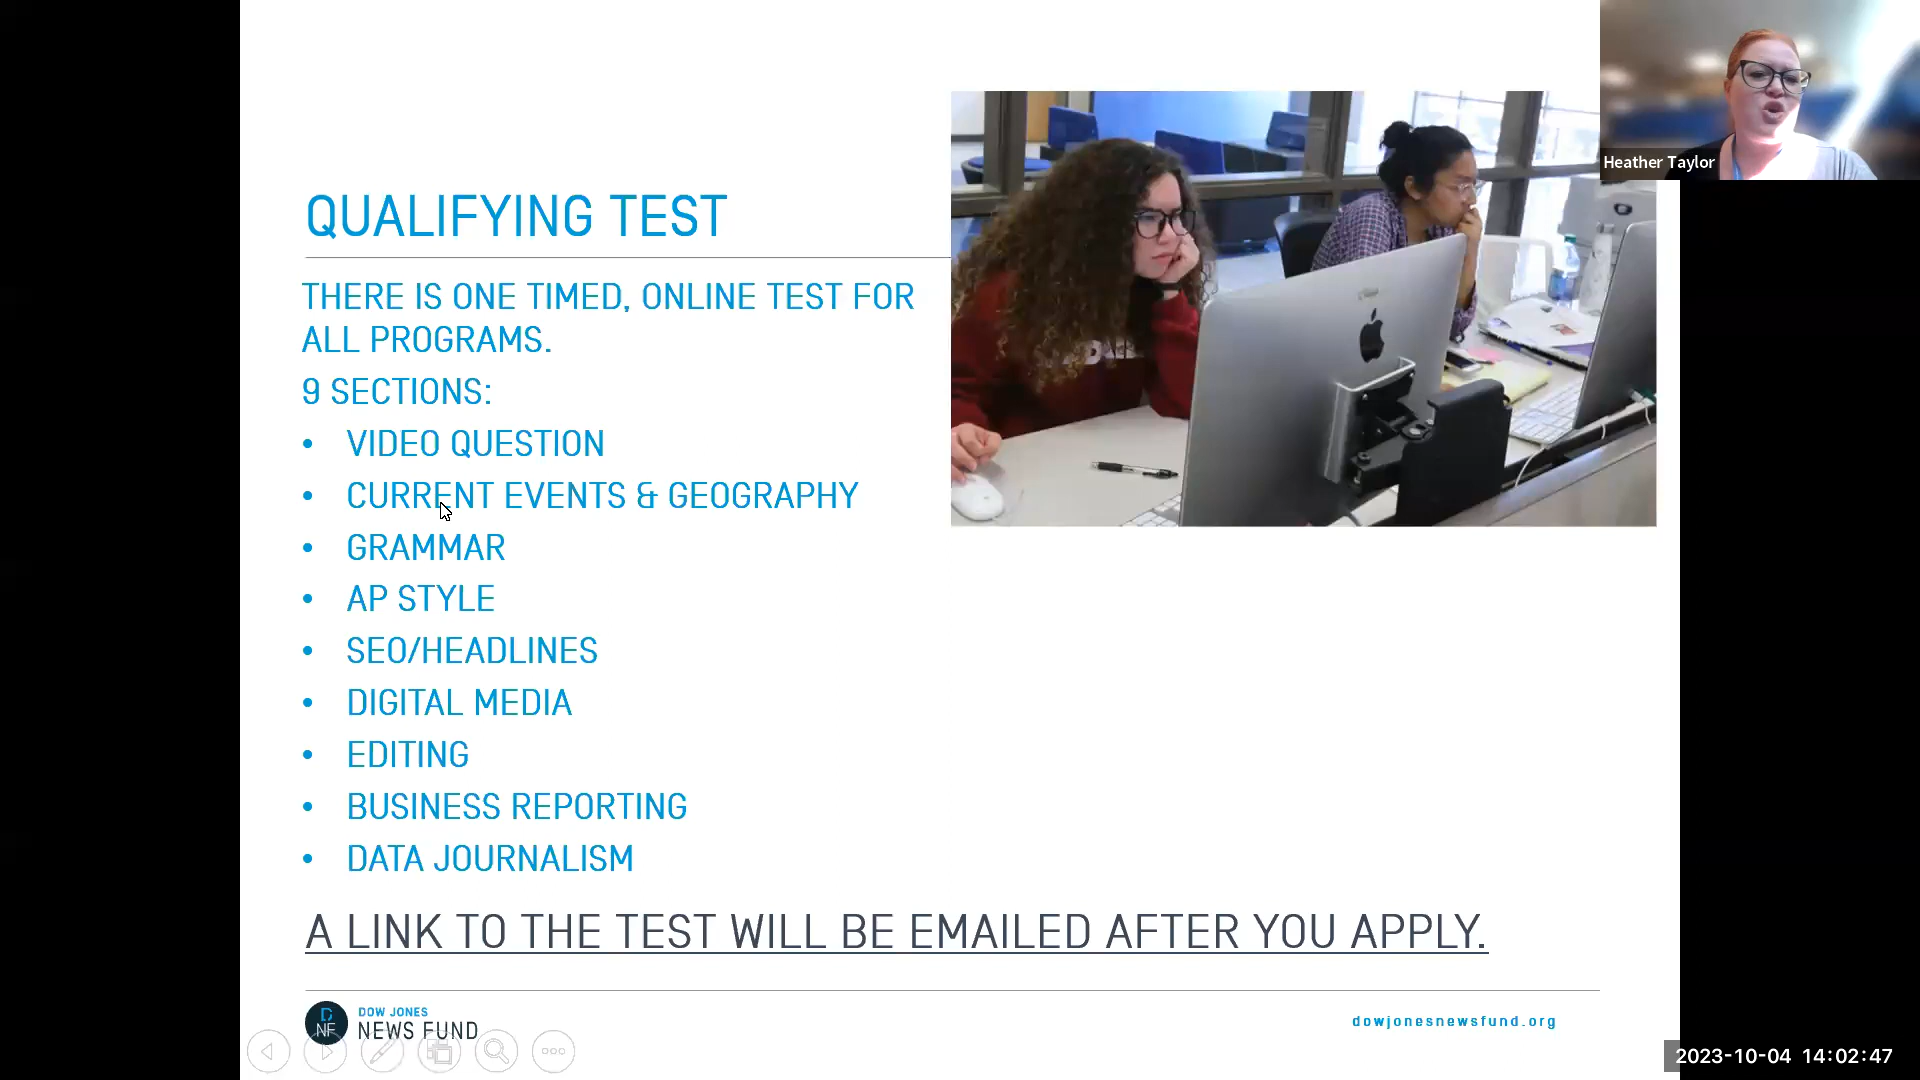 Heather Taylor
QUALIFYING TEST
THERE IS ONE TIMED, ONLINE TEST FOR
ALL PROGRAMS.
9 SECTIONS:
• VIDEO QUESTION
• CURRENT EVENTS & GEOGRAPHY
• GRAMMAR
• AP STYLE
• SEO/HEADLINES
• DIGITAL MEDIA
• EDITING
• BUSINESS REPORTING
• DATA JOURNALISM
A LINK TO THE TEST WILL BE EMAILED AFTER YOU APPLY.
D
NF
DOW JONES
NEWS FUND
dowjonesnewsfund.org
2023-10-04 14:02:47